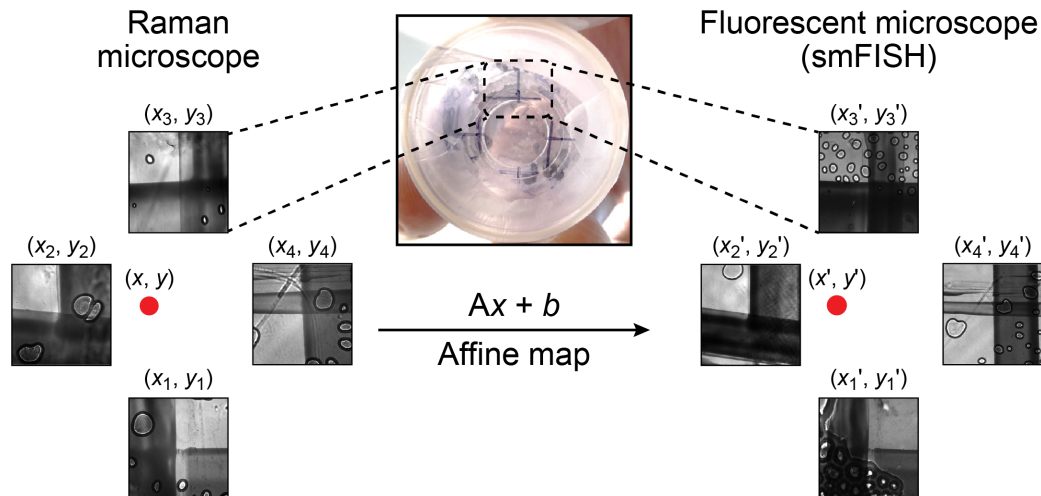 Raman
microscope
Fluorescent microscope
(smFISH)
(x3, y3)
(x3', y3')
(x2, y2)
(x, y)
(x4, y4)
(x2', y2')
(x', y')
(x4', y4')
Ax + b
Affine map
(x1, y1)
(x1', y1')